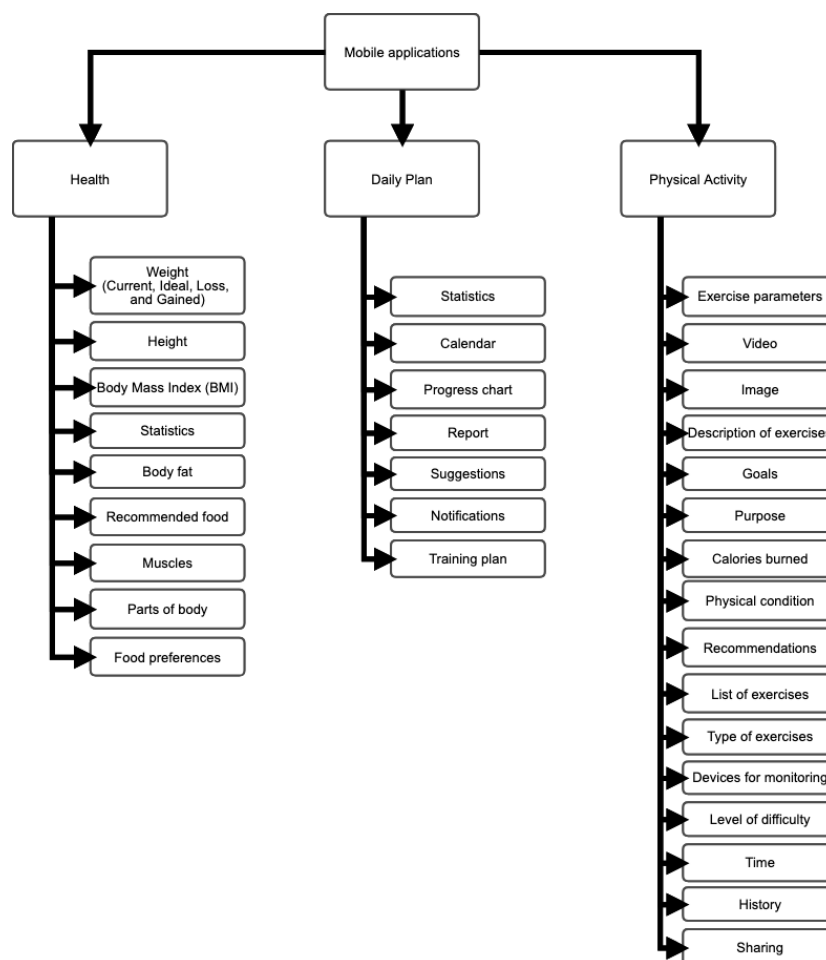 Mobile applications
Health
Daily Plan
Physical Activity
Weight
(Current, Ideal, Loss,
and Gained)
Height
Body Mass Index (BMI)
Statistics
Body fat
Recommended food
Muscles
Parts of body
Food preferences
Statistics
Calendar
Progress chart
Report
Suggestions
Notifications
Training plan
Exercise parameters
Video
Image
Description of exercises
Goals
Purpose
Calories burned
Physical condition
Recommendations
List of exercises
Type of exercises
Devices for monitoring
Level of difficulty
Time
History
Sharing